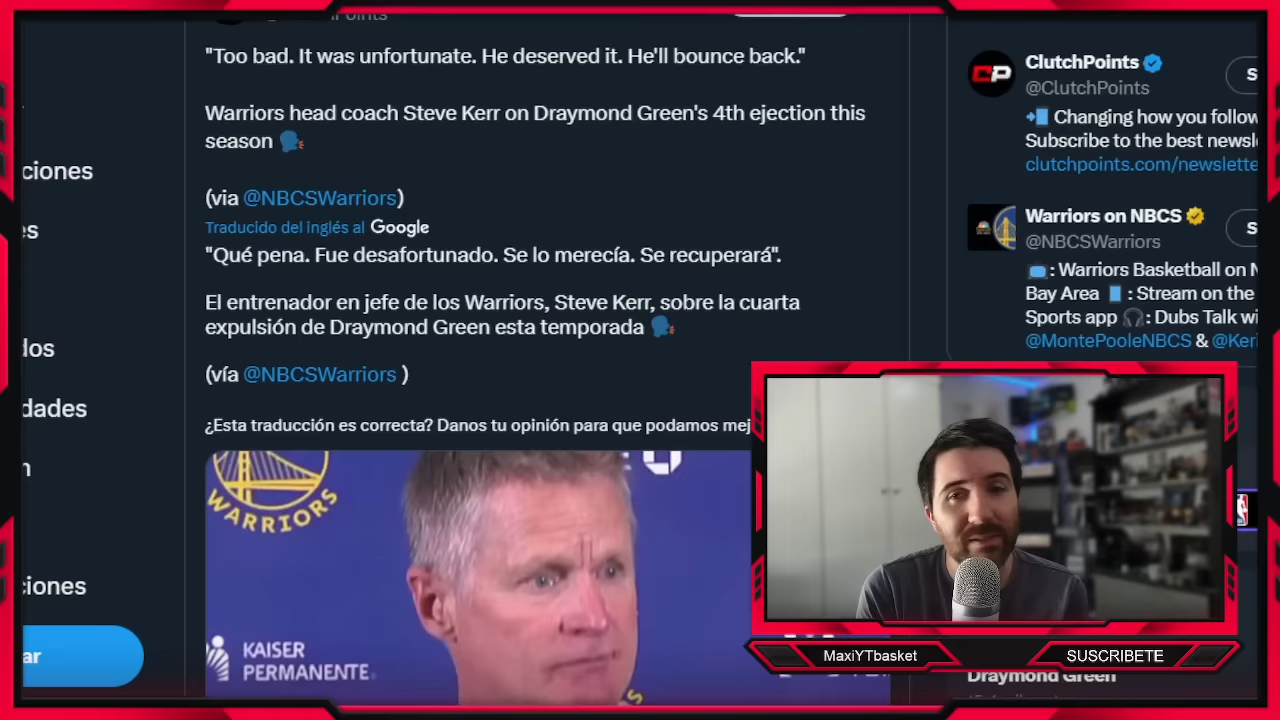 "Too bad. It was unfortunate. He deserved it. He'll bounce back."
Warriors head coach Steve Kerr on Draymond Green's 4th ejection this
season
(via @NBCSWarriors)
Traducido del inglés al Google
"Qué pena. Fue desafortunado. Se lo merecía. Se recuperará".
El entrenador en jefe de los Warriors, Steve Kerr, sobre la cuarta
expulsión de Draymond Green esta temporada
(vía @NBCSWarriors )
¿Esta traducción es correcta? Danos tu opinión para que podamos mej
WARRIORS
KAISER
PERMANENTE
ciones
es
dos
dades
n
ciones
ar
CP
ClutchPoints
@ClutchPoints
S
Changing how you follow
Subscribe to the best newsl
clutchpoints.com/newslette
Warriors on NBCS
@NBCSWarriors
S
: Warriors Basketball on N
Bay Area : Stream on the
Sports app : Dubs Talk wi
@MontePooleNBCS & @Keri
MaxiYTbasket
SUSCRIBETE
Draymond Green